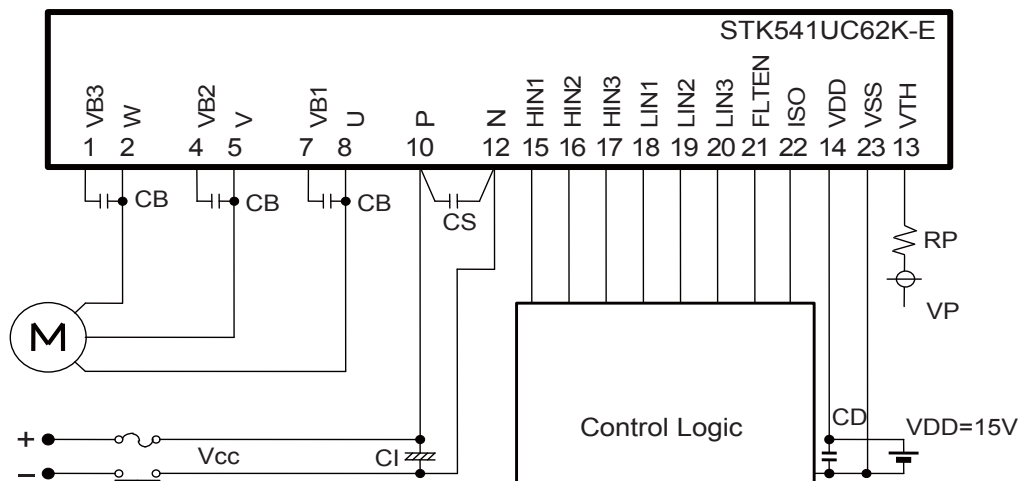 STK541UC62K-E
VB3 W VB2 V VB1 U P N HIN1 HIN2 HIN3 LIN1 LIN2 LIN3 FLTEN ISO VDD VSS VTH
1 2 4 5 7 8 10 12 15 16 17 18 19 20 21 22 14 23 13
CB CB CB CS
RP
VP
M
Control Logic
CD VDD=15V
+
Vcc CI
−